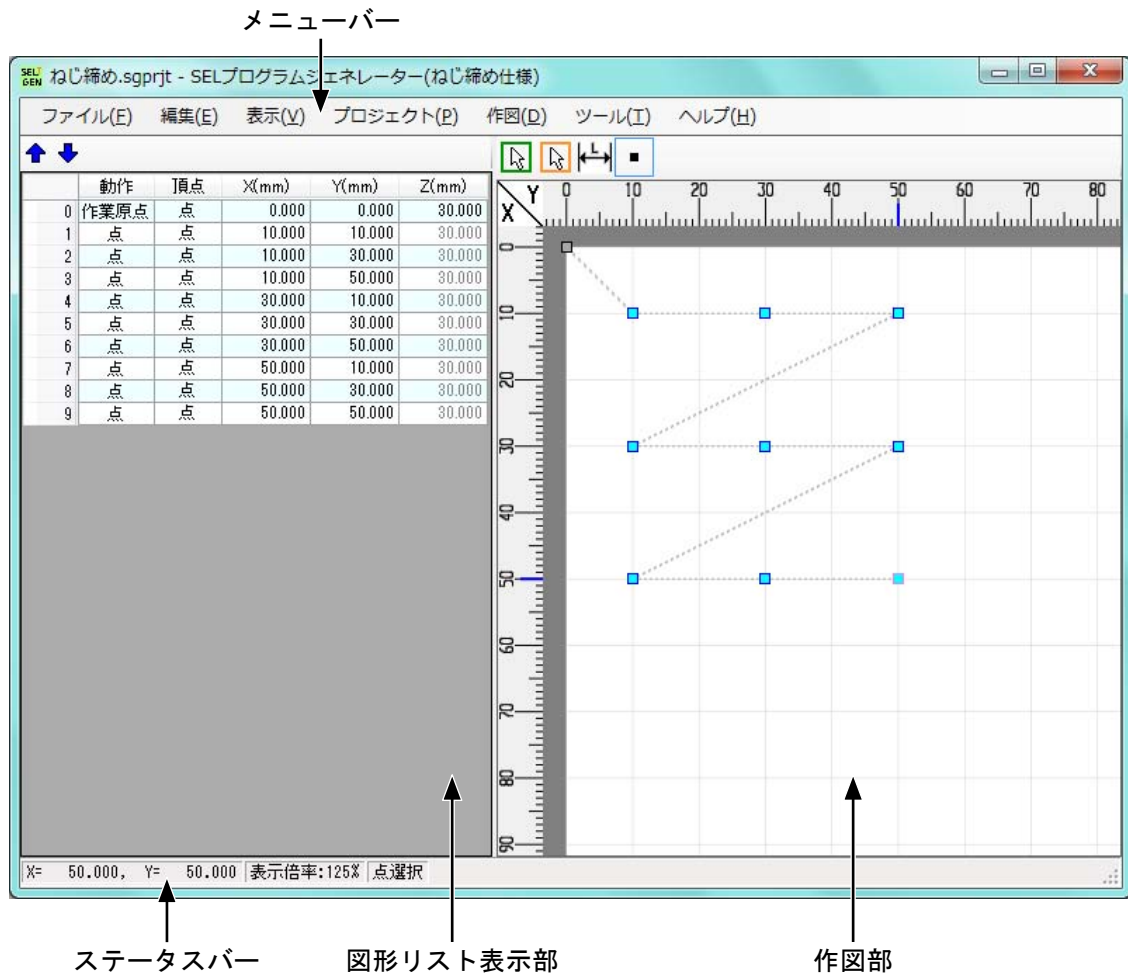 メニューバー
SEL GEN ねじ締め.sgprjt - SELプログラムジェネレーター(ねじ締め仕様)
ファイル(F) 編集(E) 表示(V) プロジェクト(P) 作図(D) ツール(T) ヘルプ(H)
L
動作 頂点 X(mm) Y(mm) Z(mm)
0 作業原点 点 0.000 0.000 30.000
1 点 点 10.000 10.000 30.000
2 点 点 10.000 30.000 30.000
3 点 点 10.000 50.000 30.000
4 点 点 30.000 10.000 30.000
5 点 点 30.000 30.000 30.000
6 点 点 30.000 50.000 30.000
7 点 点 50.000 10.000 30.000
8 点 点 50.000 30.000 30.000
9 点 点 50.000 50.000 30.000
Y 0 10 20 30 40 50 60 70 80
X
0
10
20
30
40
50
60
70
80
90
X= 50.000, Y= 50.000 表示倍率:125% 点選択
ステータスバー 図形リスト表示部 作図部